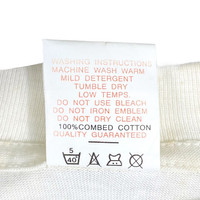 WASHING INSTRUCTIONS
MACHINE WASH WARM
MILD DETERGENT
TUMBLE DRY
LOW TEMPS.
DO NOT USE BLEACH
DO NOT IRON EMBLEM
DO NOT DRY CLEAN
100%COMBED COTTON
QUALITY GUARANTEED
5
40